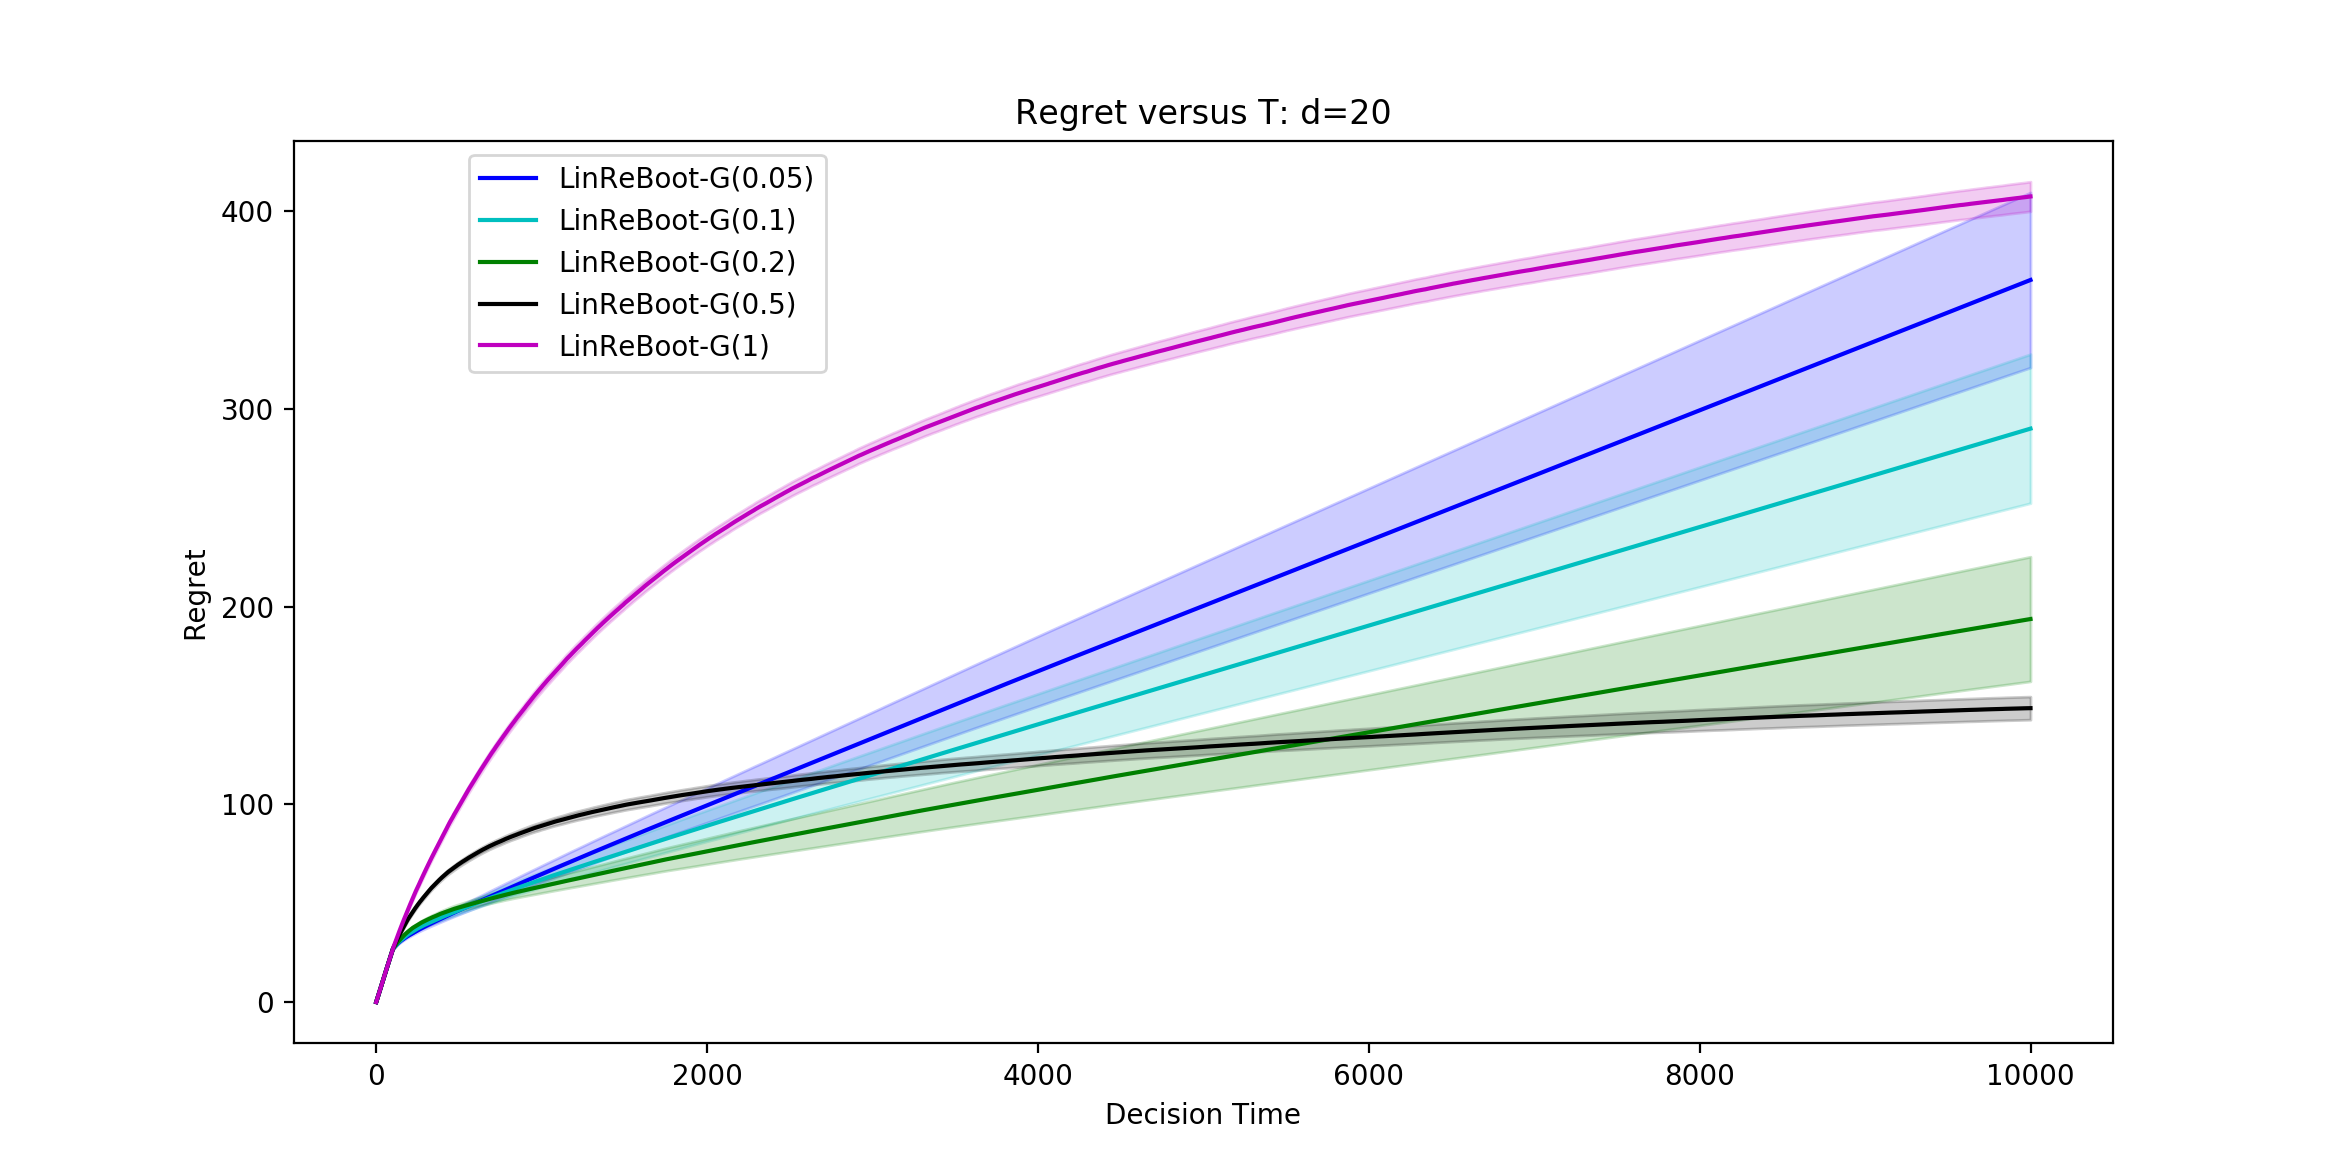 Regret versus T: d=20
LinReBoot-G(0.05)
LinReBoot-G(0.1)
LinReBoot-G(0.2)
LinReBoot-G(0.5)
LinReBoot-G(1)
400
300
200
100
0
Regret
0 2000 4000 6000 8000 10000
Decision Time